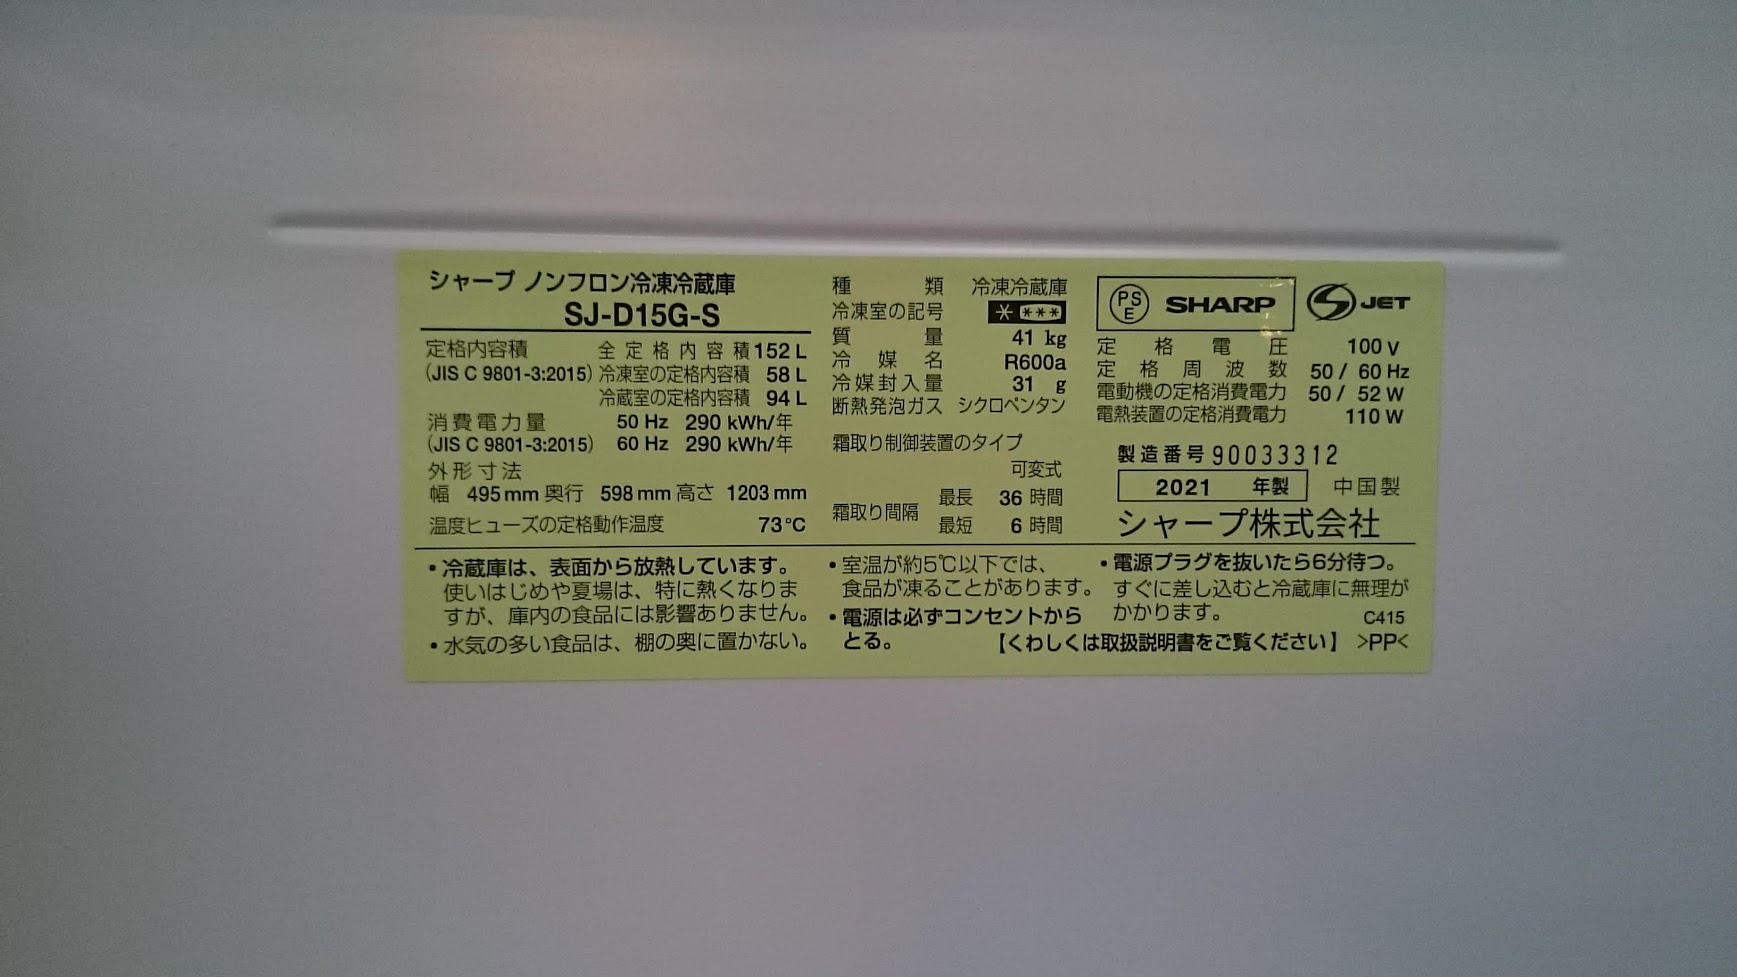 シャープ ノンフロン冷凍冷蔵庫
SJ-D15G-S
定格内容積 全定格内容積 152 L
(JIS C 9801-3:2015) 冷凍室の定格内容積 58 L
冷蔵室の定格内容積 94 L
消費電力量 50 Hz 290 kWh/年
(JIS C 9801-3:2015) 60 Hz 290 kWh/年
外形寸法
幅 495 mm 奥行 598 mm 高さ 1203 mm
温度ヒューズの定格動作温度 73℃
種類 冷凍冷蔵庫
冷凍室の記号 * ***
質量 41 kg
冷媒名 R600a
冷媒封入量 31 g
断熱発泡ガス シクロペンタン
霜取り制御装置のタイプ
可変式
霜取り間隔 最長 36 時間
最短 6 時間
PSE SHARP S JET
定格電圧 100 V
定格周波数 50 / 60 Hz
電動機の定格消費電力 50 / 52 W
電熱装置の定格消費電力 110 W
製造番号 90033312
2021 年製 中国製
シャープ株式会社
・冷蔵庫は、表面から放熱しています。
使いはじめや夏場は、特に熱くなりま
すが、庫内の食品には影響ありません。
・水気の多い食品は、棚の奥に置かない。
・室温が約5℃以下では、
食品が凍ることがあります。
・電源は必ずコンセントから
とる。
・電源プラグを抜いたら6分待つ。
すぐに差し込むと冷蔵庫に無理が
かかります。
C415
【くわしくは取扱説明書をご覧ください】 >PP<